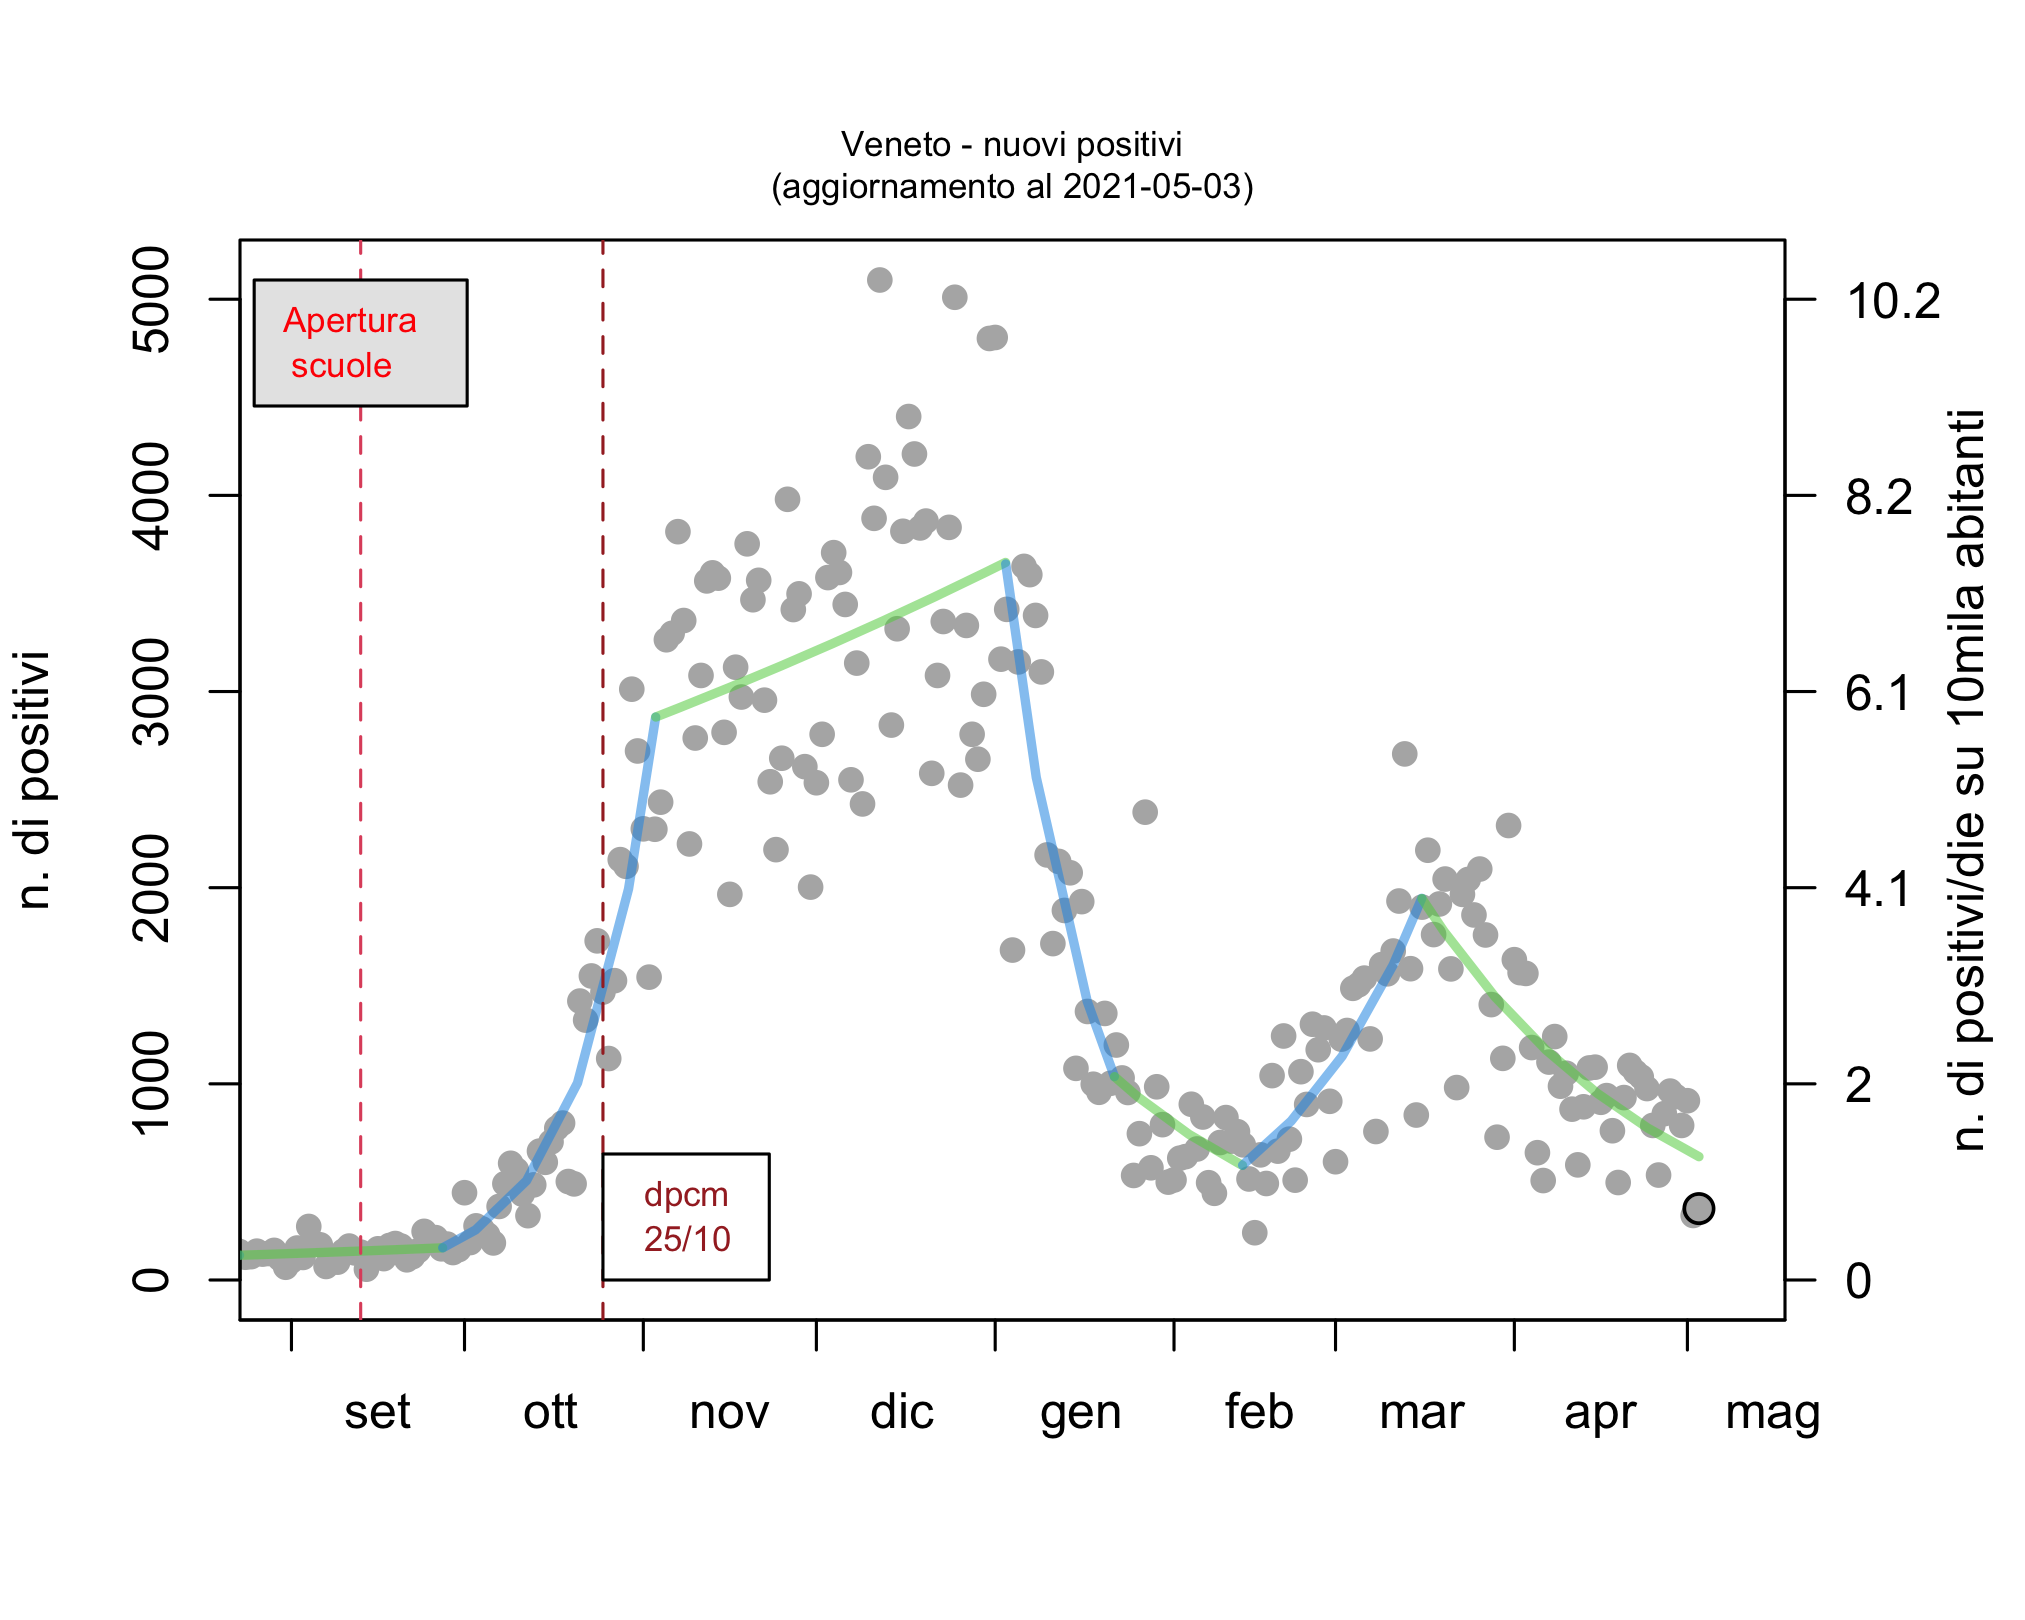 Veneto - nuovi positivi
(aggiornamento al 2021-05-03)
n. di positivi
5000
4000
3000
2000
1000
0
Apertura
scuole
dpcm
25/10
10.2
8.2
6.1
4.1
2
0
n. di positivi/die su 10mila abitanti
set ott nov dic gen feb mar apr mag